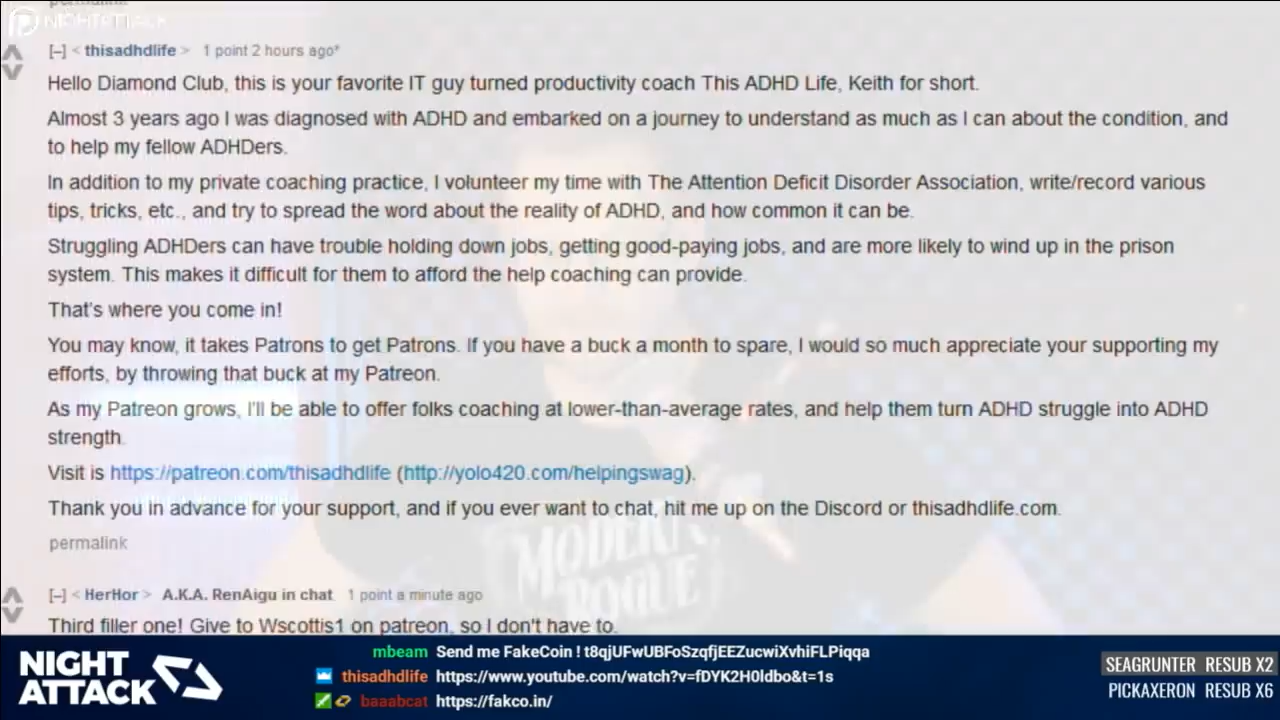 permalink
NIGHT ATTACK
[–] < thisadhdlife > 1 point 2 hours ago*
Hello Diamond Club, this is your favorite IT guy turned productivity coach This ADHD Life, Keith for short.
Almost 3 years ago I was diagnosed with ADHD and embarked on a journey to understand as much as I can about the condition, and
to help my fellow ADHDers.
In addition to my private coaching practice, I volunteer my time with The Attention Deficit Disorder Association, write/record various
tips, tricks, etc., and try to spread the word about the reality of ADHD, and how common it can be.
Struggling ADHDers can have trouble holding down jobs, getting good-paying jobs, and are more likely to wind up in the prison
system. This makes it difficult for them to afford the help coaching can provide.
That's where you come in!
You may know, it takes Patrons to get Patrons. If you have a buck a month to spare, I would so much appreciate your supporting my
efforts, by throwing that buck at my Patreon.
As my Patreon grows, I'll be able to offer folks coaching at lower-than-average rates, and help them turn ADHD struggle into ADHD
strength.
Visit is https://patreon.com/thisadhdlife (http://yolo420.com/helpingswag).
Thank you in advance for your support, and if you ever want to chat, hit me up on the Discord or thisadhdlife.com.
MODERN
ROGUE
permalink
[–] < HerHor > A.K.A. RenAigu in chat 1 point a minute ago
Third filler one! Give to Wscottis1 on patreon, so I don't have to.
NIGHT
ATTACK
mbeam Send me FakeCoin ! t8qjUFwUBFoSzqfjEEZucwiXvhiFLPiqqa
thisadhdlife https://www.youtube.com/watch?v=fDYK2H0ldbo&t=1s
baaabcat https://fakco.in/
SEAGRUNTER RESUB X2
PICKAXERON RESUB X6